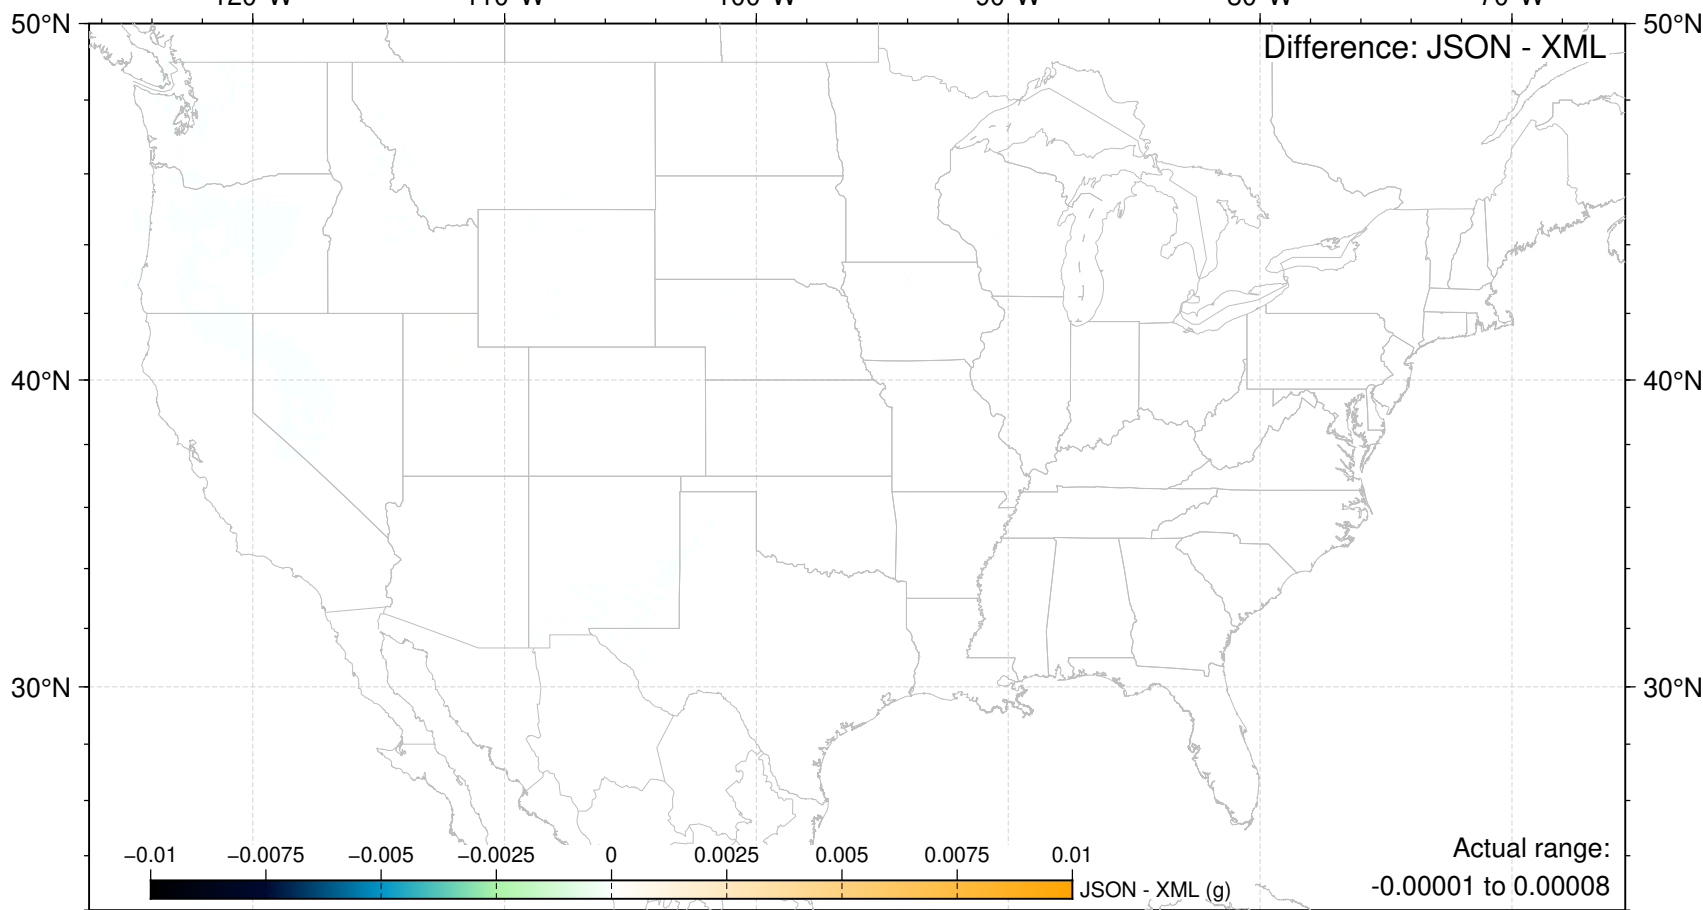 50°N
50°N
Difference: JSON - XML
40°N
40°N
30°N
30°N
−0.01 −0.0075 −0.005 −0.0025 0 0.0025 0.005 0.0075 0.01
JSON - XML (g)
Actual range:
-0.00001 to 0.00008